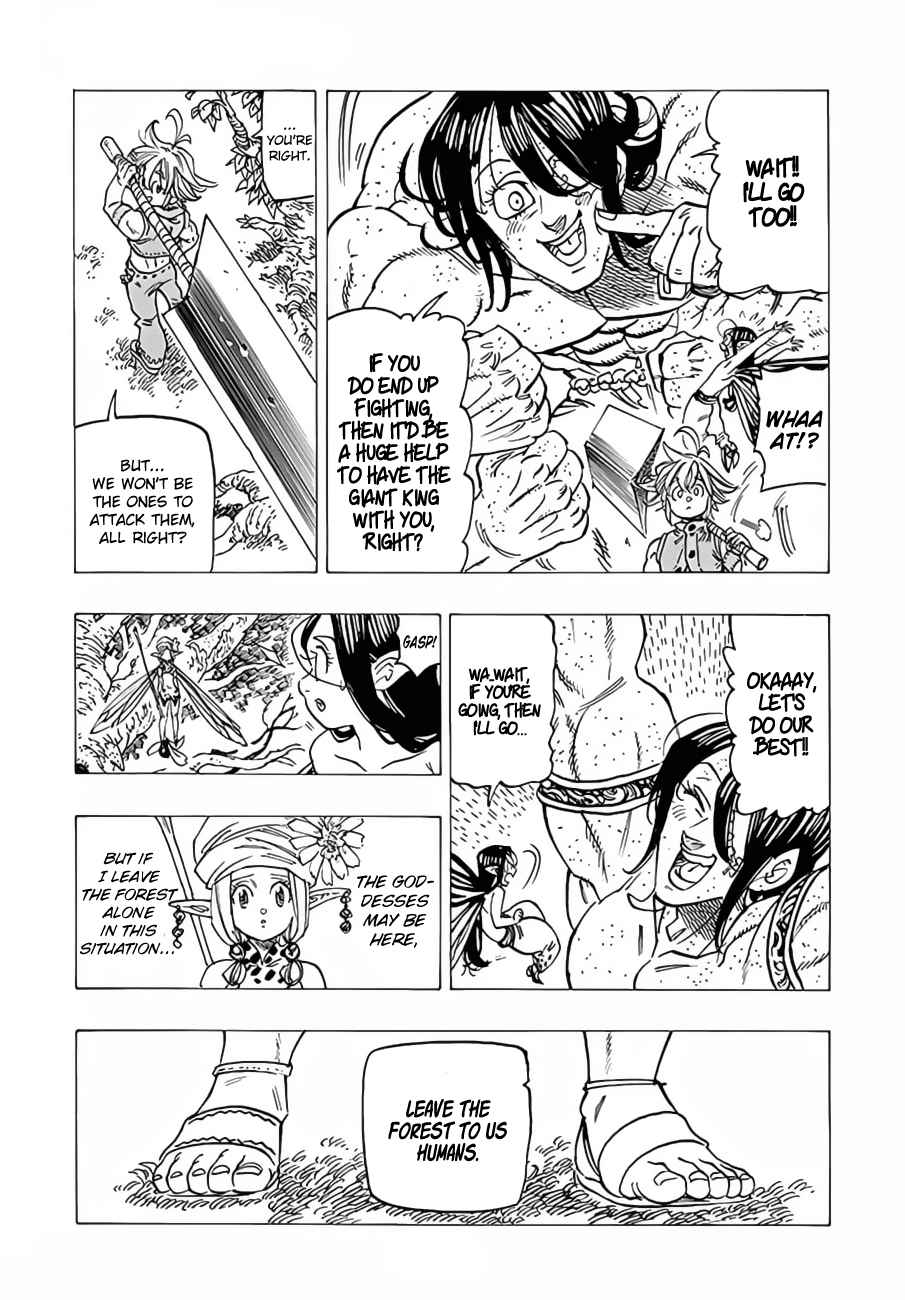 WAIT!!
I'LL GO
TOO!!
IF YOU
DO END UP
FIGHTING,
THEN IT'D BE
A HUGE HELP
TO HAVE THE
GIANT KING
WITH YOU,
RIGHT?
WHAA
AT!?
...
YOU'RE
RIGHT.
BUT...
WE WON'T BE
THE ONES TO
ATTACK THEM,
ALL RIGHT?
OKAAAY,
LET'S
DO OUR
BEST!!
WA..WAIT,
IF YOU'RE
GOING, THEN
I'LL GO...
GASP!
THE GOD-
DESSES
MAY BE
HERE,
BUT IF
I LEAVE
THE FOREST
ALONE
IN THIS
SITUATION...
LEAVE THE
FOREST TO US
HUMANS.